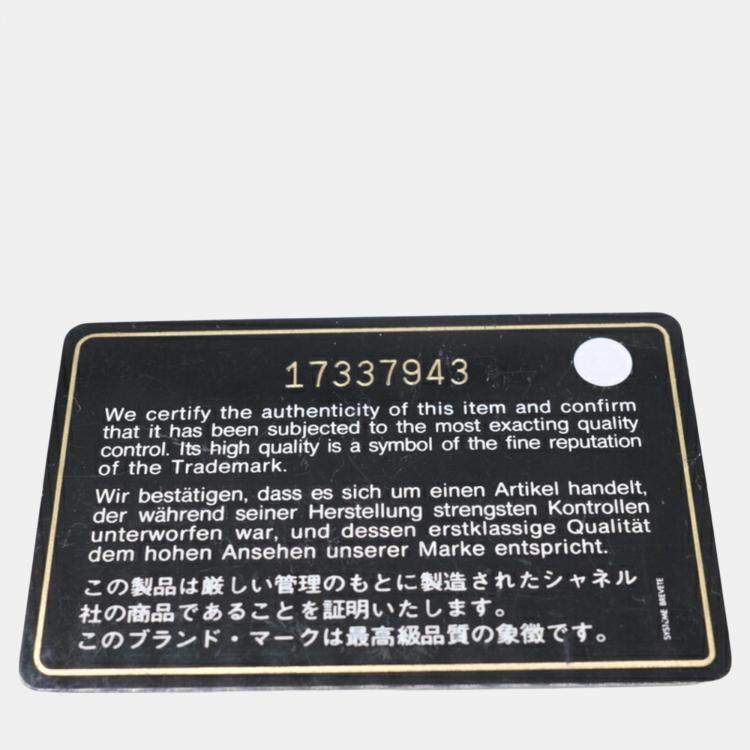 17337943
We certify the authenticity of this item and confirm
that it has been subjected to the most exacting quality
control. Its high quality is a symbol of the fine reputation
of the Trademark.
Wir bestätigen, dass es sich um einen Artikel handelt,
der während seiner Herstellung strengsten Kontrollen
unterworfen war, und dessen erstklassige Qualität
dem hohen Ansehen unserer Marke entspricht.
この製品は厳しい管理のもとに製造されたシャネル
社の商品であることを証明いたします。
このブランド・マークは最高級品質の象徴です。
SYSTEME BREVETE